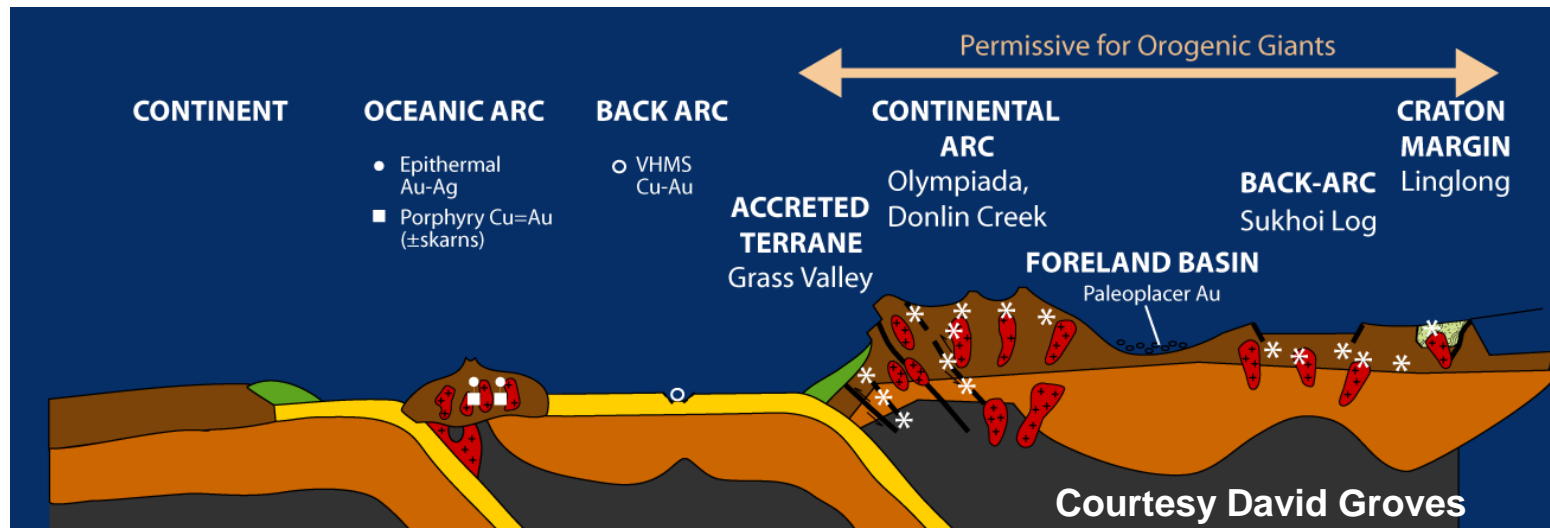 Permissive for Orogenic Giants
CONTINENT
OCEANIC ARC
Epithermal
Au-Ag
Porphyry Cu=Au
(±skarns)
BACK ARC
VHMS
Cu-Au
ACCRETED
TERRANE
Grass Valley
CONTINENTAL
ARC
Olympiada,
Donlin Creek
FORELAND BASIN
Paleoplacer Au
BACK-ARC
Sukhoi Log
CRATON
MARGIN
Linglong
Courtesy David Groves